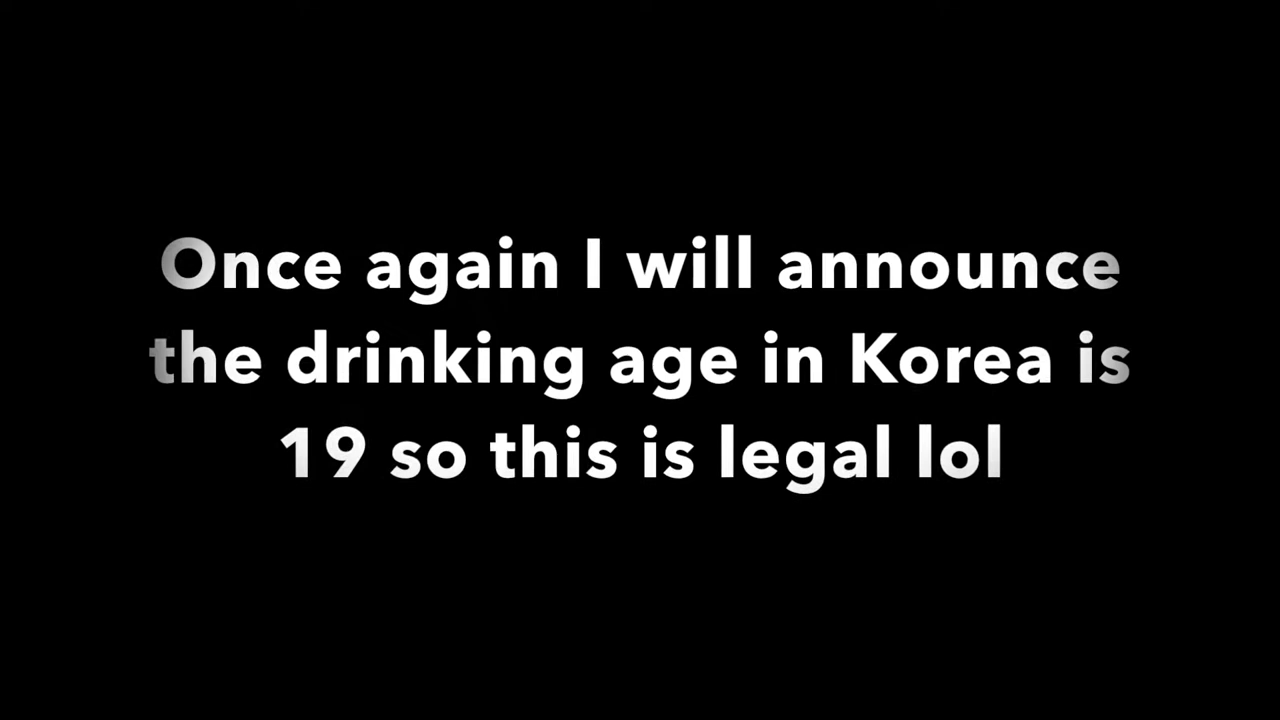 Once again I will announce
the drinking age in Korea is
19 so this is legal lol